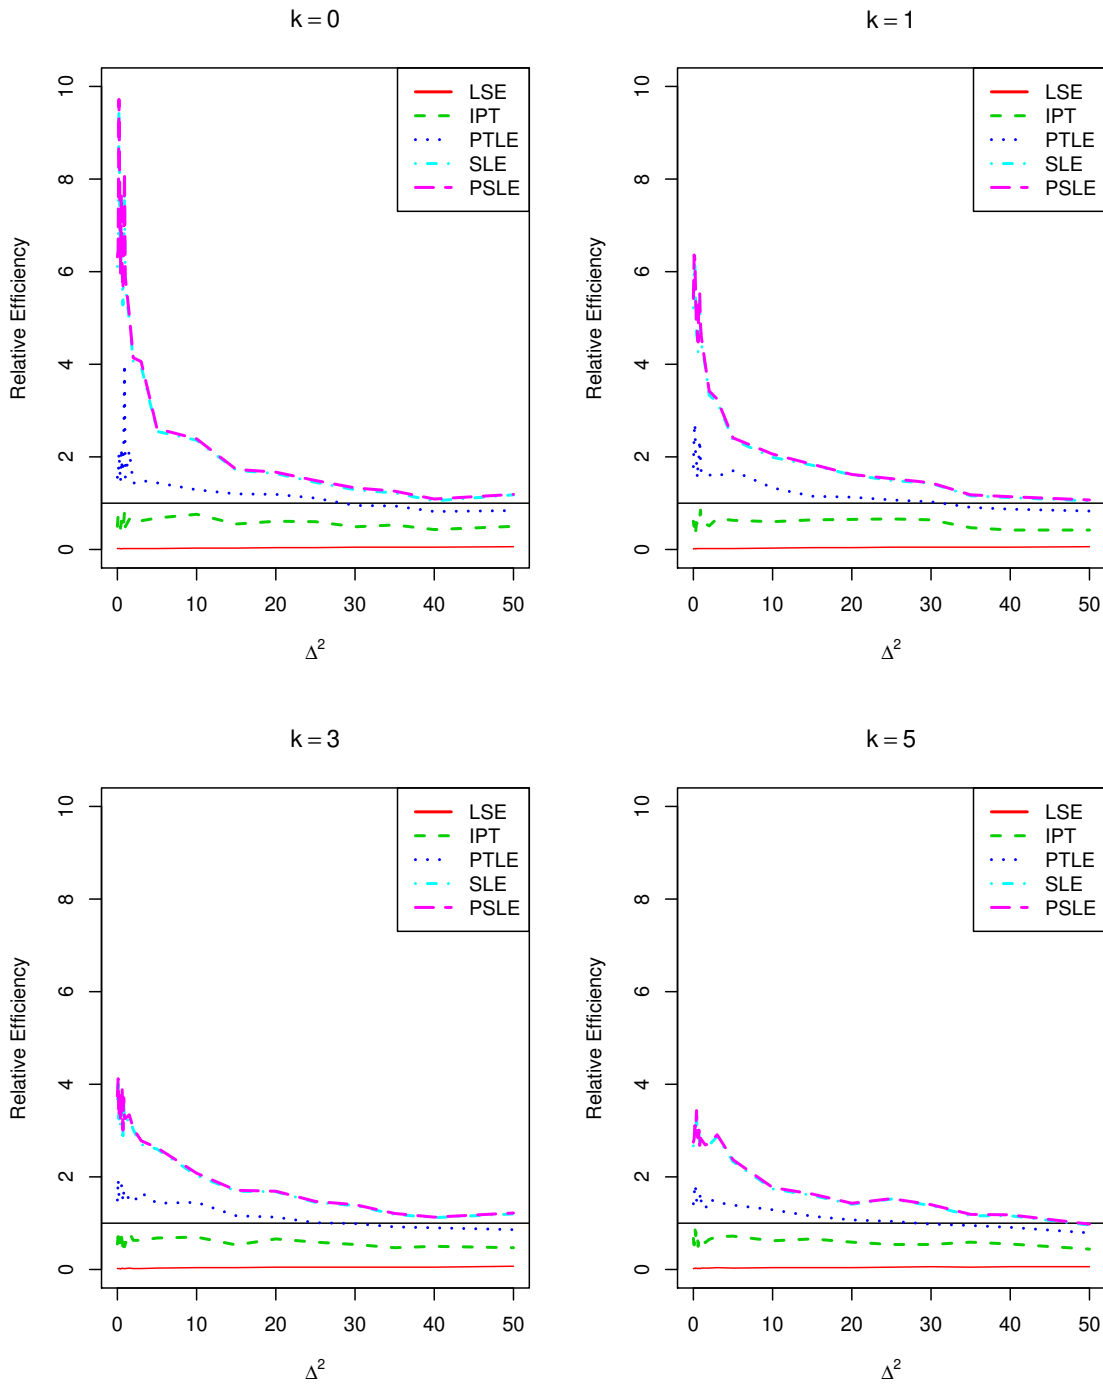 k = 0
Relative Efficiency
10
8
6
4
2
0
LSE
IPT
PTLE
SLE
PSLE
0 10 20 30 40 50
Δ²
k = 1
Relative Efficiency
10
8
6
4
2
0
LSE
IPT
PTLE
SLE
PSLE
0 10 20 30 40 50
Δ²
k = 3
Relative Efficiency
10
8
6
4
2
0
LSE
IPT
PTLE
SLE
PSLE
0 10 20 30 40 50
Δ²
k = 5
Relative Efficiency
10
8
6
4
2
0
LSE
IPT
PTLE
SLE
PSLE
0 10 20 30 40 50
Δ²